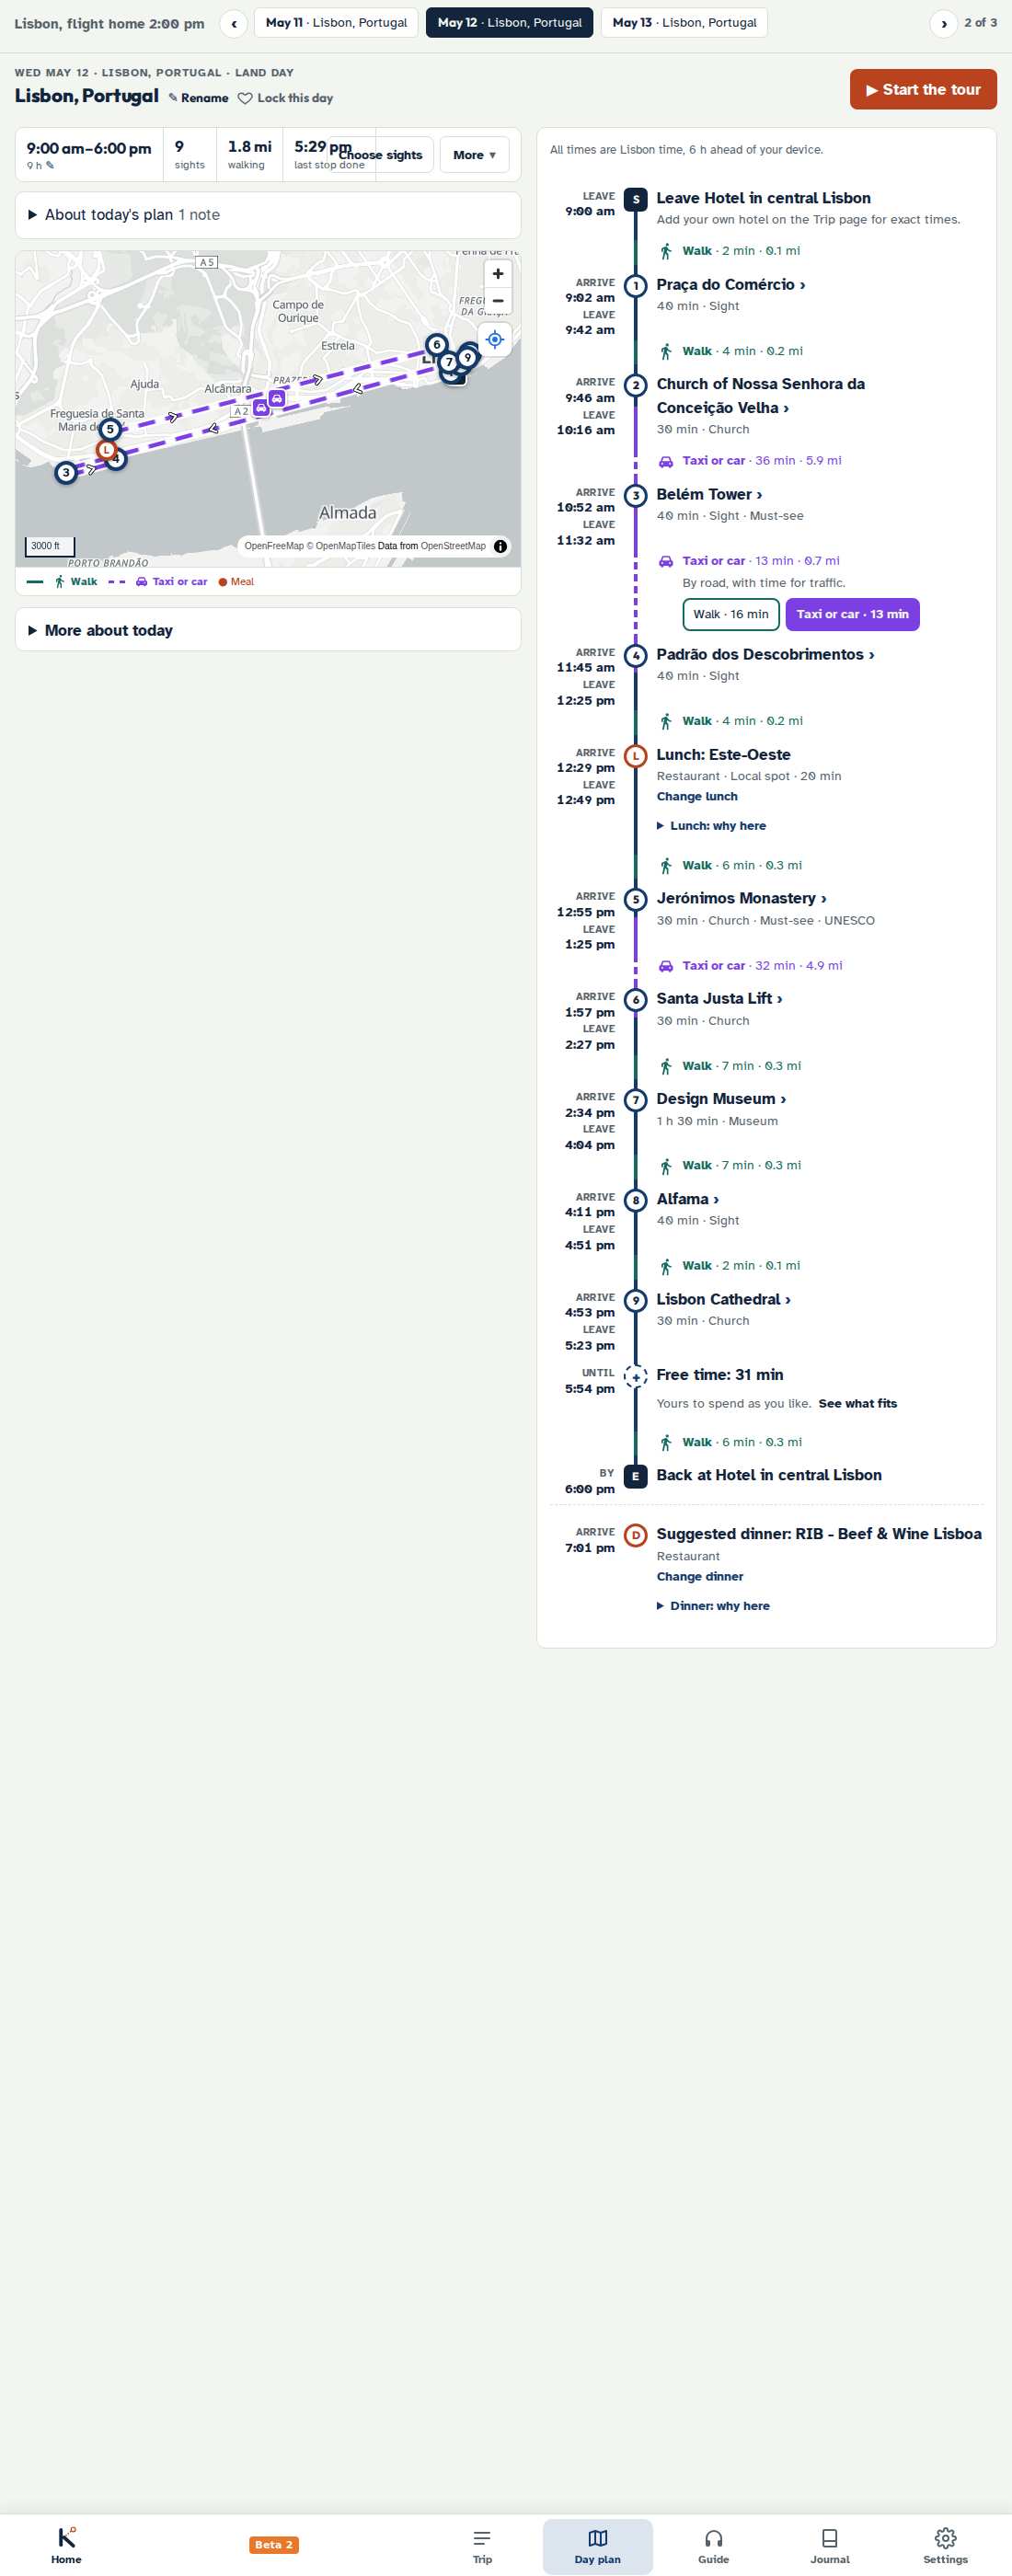 Lisbon, flight home 2:00 pm
‹
May 11 · Lisbon, Portugal
May 12 · Lisbon, Portugal
May 13 · Lisbon, Portugal
›
2 of 3
WED MAY 12 · LISBON, PORTUGAL · LAND DAY
Lisbon, Portugal
✎ Rename
Lock this day
▶ Start the tour
9:00 am–6:00 pm
9 h ✎
9
sights
1.8 mi
walking
5:29 pm
last stop done
Choose sights
More ▾
▶ About today's plan 1 note
A 5
Campo de
Ourique
Estrela
Ajuda
Alcântara
A 2
Freguesia de Santa
Almada
PORTO BRANDÃO
+
−
6
7
9
5
L
4
3
3000 ft
OpenFreeMap © OpenMapTiles Data from OpenStreetMap
Walk
Taxi or car
Meal
▶ More about today
All times are Lisbon time, 6 h ahead of your device.
LEAVE
9:00 am
S
Leave Hotel in central Lisbon
Add your own hotel on the Trip page for exact times.
Walk · 2 min · 0.1 mi
ARRIVE
9:02 am
LEAVE
9:42 am
1
Praça do Comércio ›
40 min · Sight
Walk · 4 min · 0.2 mi
ARRIVE
9:46 am
LEAVE
10:16 am
2
Church of Nossa Senhora da
Conceição Velha ›
30 min · Church
Taxi or car · 36 min · 5.9 mi
ARRIVE
10:52 am
LEAVE
11:32 am
3
Belém Tower ›
40 min · Sight · Must-see
Taxi or car · 13 min · 0.7 mi
By road, with time for traffic.
Walk · 16 min
Taxi or car · 13 min
ARRIVE
11:45 am
LEAVE
12:25 pm
4
Padrão dos Descobrimentos ›
40 min · Sight
Walk · 4 min · 0.2 mi
ARRIVE
12:29 pm
LEAVE
12:49 pm
L
Lunch: Este-Oeste
Restaurant · Local spot · 20 min
Change lunch
▶ Lunch: why here
Walk · 6 min · 0.3 mi
ARRIVE
12:55 pm
LEAVE
1:25 pm
5
Jerónimos Monastery ›
30 min · Church · Must-see · UNESCO
Taxi or car · 32 min · 4.9 mi
ARRIVE
1:57 pm
LEAVE
2:27 pm
6
Santa Justa Lift ›
30 min · Church
Walk · 7 min · 0.3 mi
ARRIVE
2:34 pm
LEAVE
4:04 pm
7
Design Museum ›
1 h 30 min · Museum
Walk · 7 min · 0.3 mi
ARRIVE
4:11 pm
LEAVE
4:51 pm
8
Alfama ›
40 min · Sight
Walk · 2 min · 0.1 mi
ARRIVE
4:53 pm
LEAVE
5:23 pm
9
Lisbon Cathedral ›
30 min · Church
UNTIL
5:54 pm
+
Free time: 31 min
Yours to spend as you like. See what fits
Walk · 6 min · 0.3 mi
BY
6:00 pm
E
Back at Hotel in central Lisbon
ARRIVE
7:01 pm
D
Suggested dinner: RIB - Beef & Wine Lisboa
Restaurant
Change dinner
▶ Dinner: why here
Home
Beta 2
Trip
Day plan
Guide
Journal
Settings